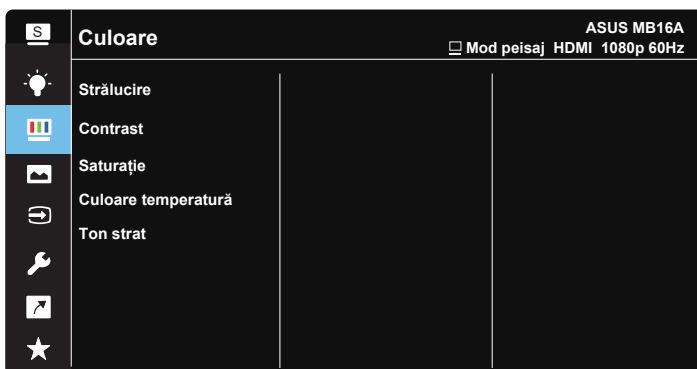 S
Culoare
ASUS MB16A
Mod peisaj HDMI 1080p 60Hz
Strălucire
Contrast
Saturație
Culoare temperatură
Ton strat